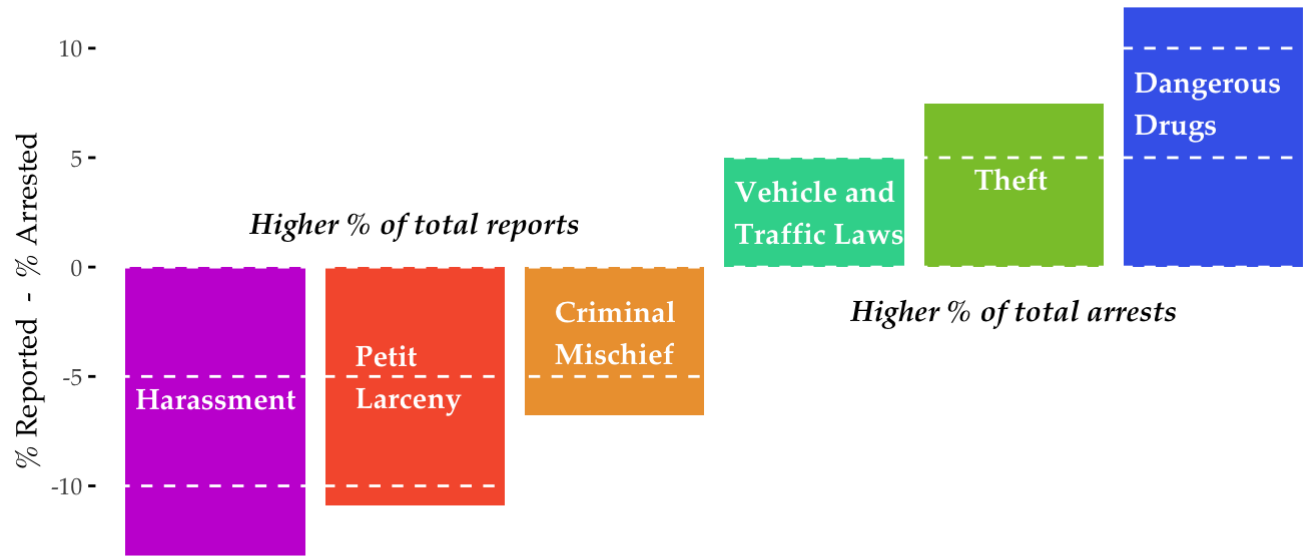 % Reported - % Arrested
10
5
0
-5
-10
Higher % of total reports
Higher % of total arrests
Harassment
Petit
Larceny
Criminal
Mischief
Vehicle and
Traffic Laws
Theft
Dangerous
Drugs